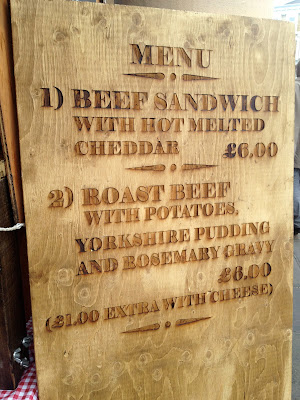 MENU
1) BEEF SANDWICH
WITH HOT MELTED
CHEDDAR £6.00
2) ROAST BEEF
WITH POTATOES,
YORKSHIRE PUDDING
AND ROSEMARY GRAVY
£6.00
(£1.00 EXTRA WITH CHEESE)